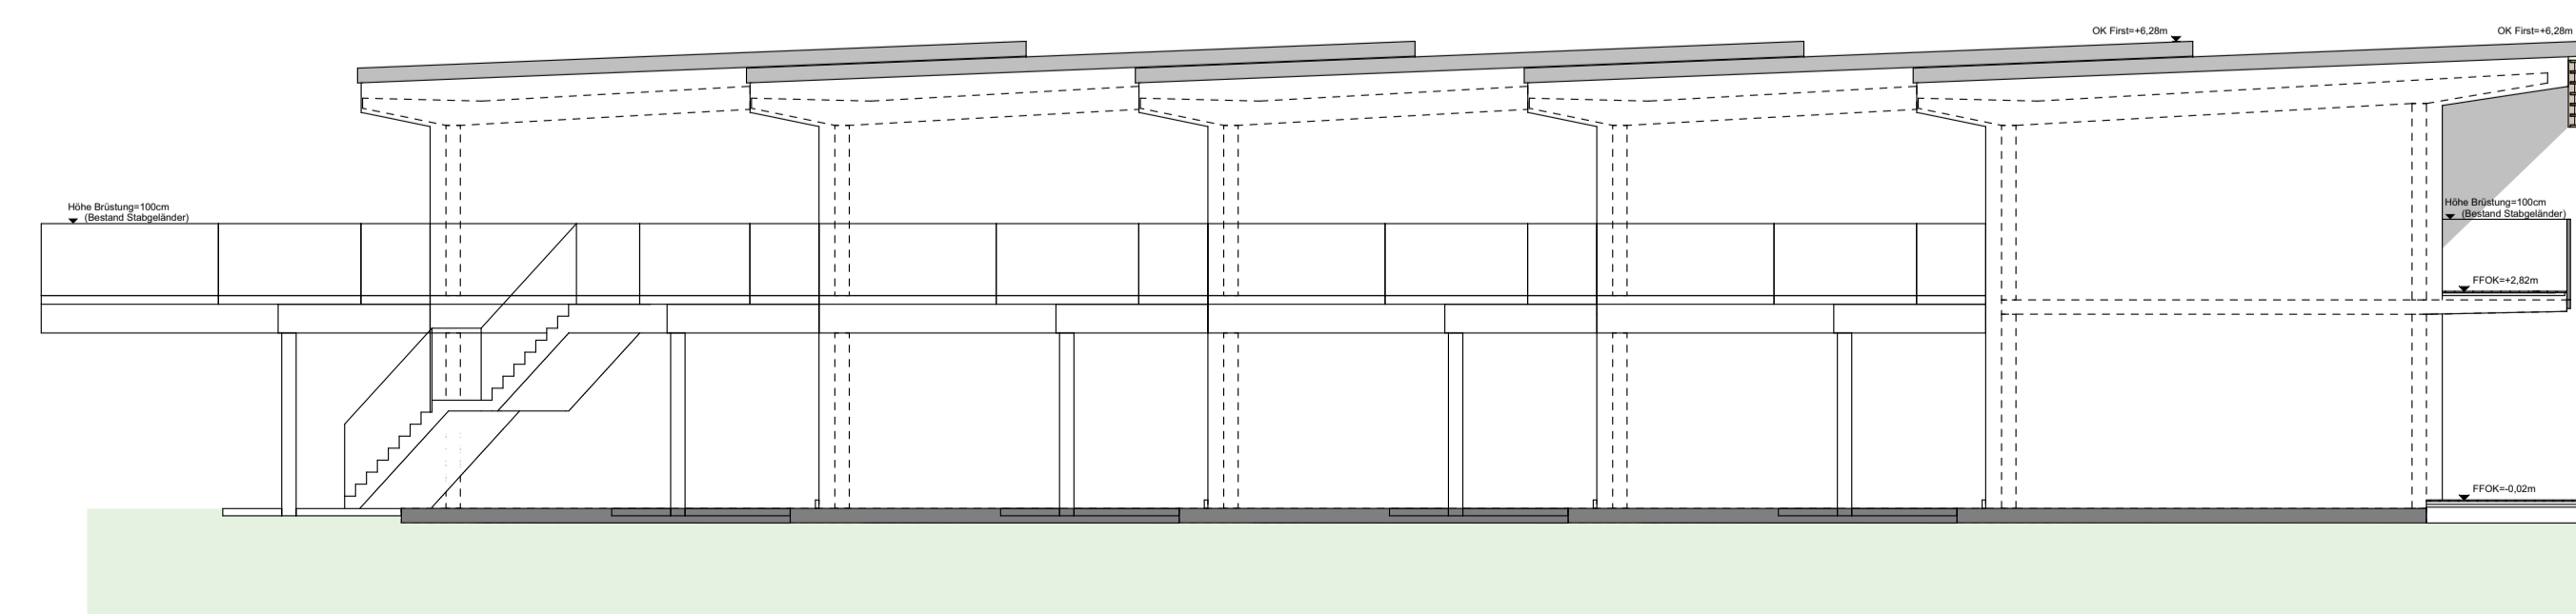 OK First=+6,28m
OK First=+6,28m
Höhe Brüstung=100cm
(Bestand Stabgeländer)
Höhe Brüstung=100cm
(Bestand Stabgeländer)
FFOK=+2,82m
FFOK=-0,02m